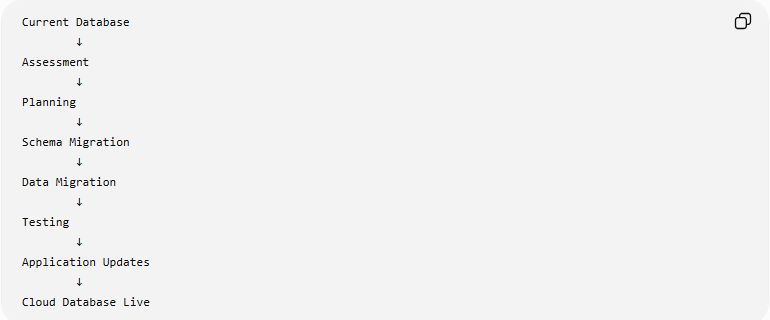 Current Database
↓
Assessment
↓
Planning
↓
Schema Migration
↓
Data Migration
↓
Testing
↓
Application Updates
↓
Cloud Database Live